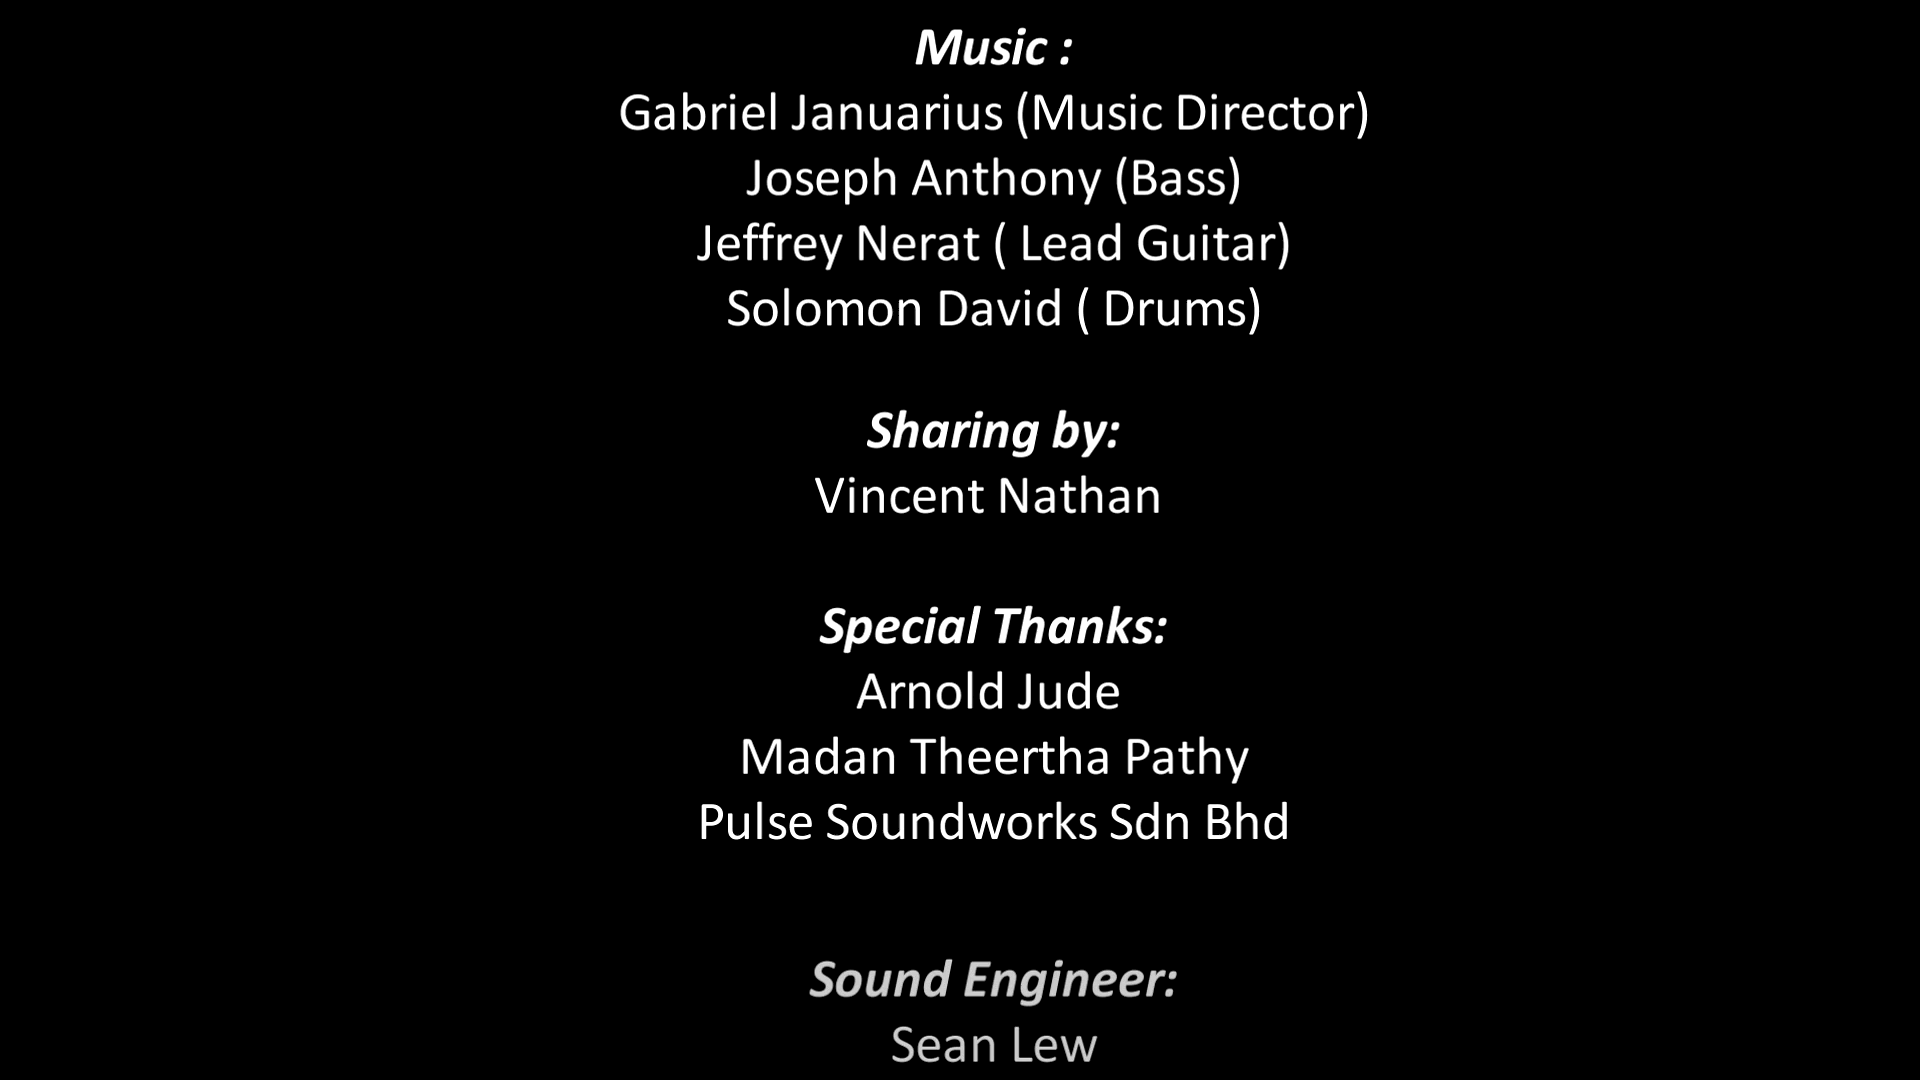 Music :
Gabriel Januarius (Music Director)
Joseph Anthony (Bass)
Jeffrey Nerat ( Lead Guitar)
Solomon David ( Drums)
Sharing by:
Vincent Nathan
Special Thanks:
Arnold Jude
Madan Theertha Pathy
Pulse Soundworks Sdn Bhd
Sound Engineer:
Sean Lew